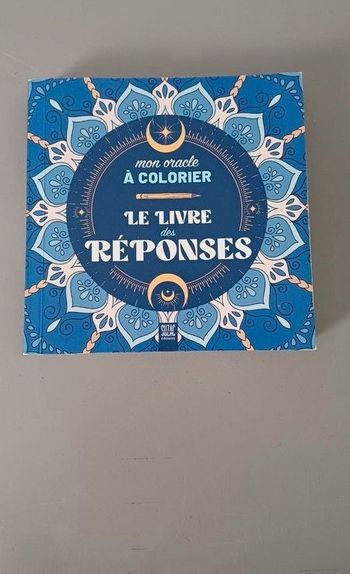 mon oracle
À COLORIER
LE LIVRE
des
RÉPONSES